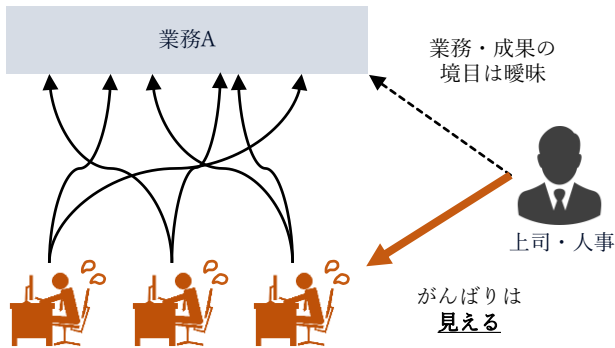 業務A
業務・成果の
境目は曖昧
上司・人事
がんばりは
見える